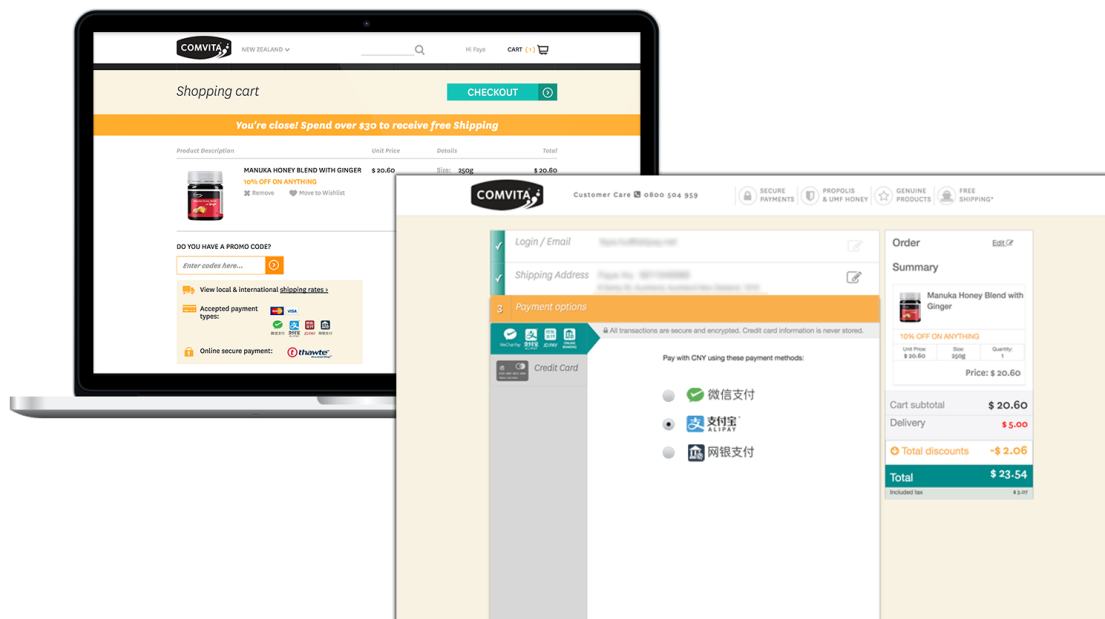 COMVITA
NEW ZEALAND
Hi Faye
CART (1)
Shopping cart
CHECKOUT
You're close! Spend over $30 to receive free Shipping
Product Description Unit Price Details Total
MANUKA HONEY BLEND WITH GINGER $ 20.60 Size: 250g $ 20.60
10% OFF ON ANYTHING
Remove Move to Wishlist
DO YOU HAVE A PROMO CODE?
Enter codes here...
View local & international shipping rates >
Accepted payment
types:
VISA
Online secure payment: thawte
COMVITA
Customer Care 0800 504 959
SECURE
PAYMENTS
PROPOLIS
& UMF HONEY
GENUINE
PRODUCTS
FREE
SHIPPING*
Login / Email
Shipping Address
3 Payment options
All transactions are secure and encrypted. Credit card information is never stored.
Credit Card
Pay with CNY using these payment methods:
微信支付
支付宝
ALIPAY
网银支付
Order
Summary
Edit
Manuka Honey Blend with
Ginger
10% OFF ON ANYTHING
Unit Price: Size: Quantity:
$ 20.60 250g 1
Price: $ 20.60
Cart subtotal $ 20.60
Delivery $ 5.00
Total discounts -$ 2.06
Total $ 23.54
Included tax $ 3.07